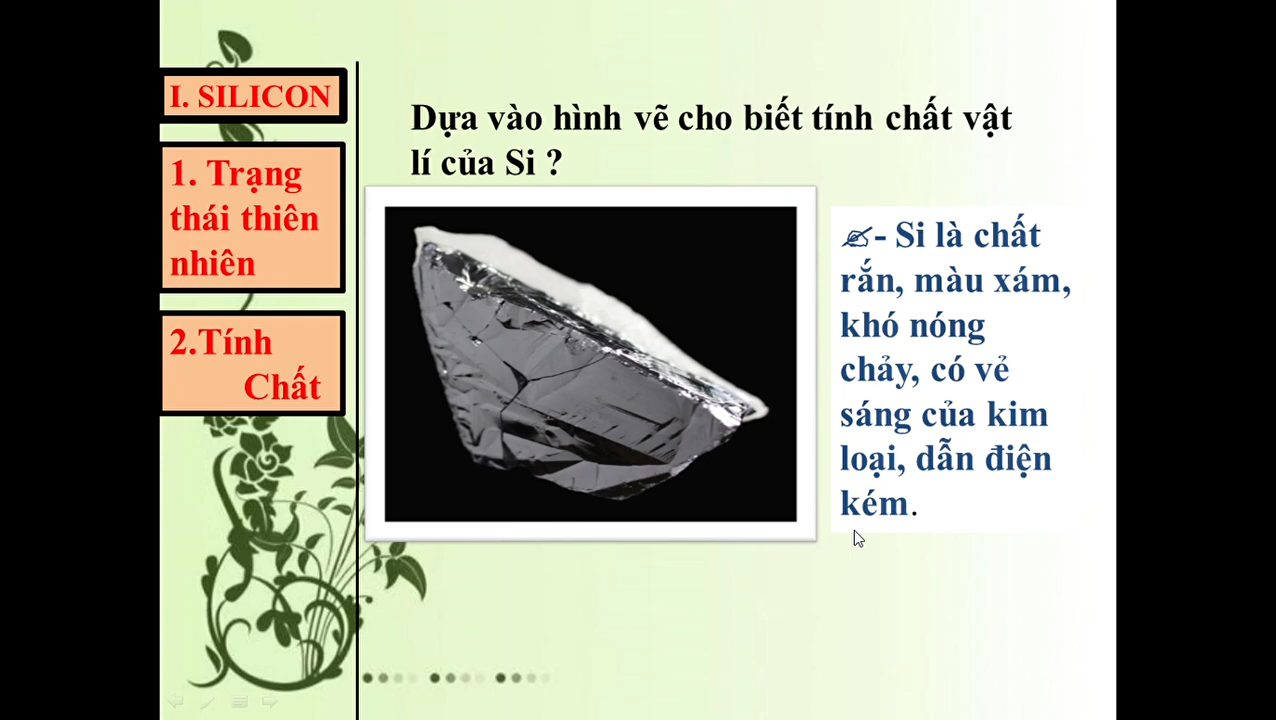 I. SILICON
1. Trạng
thái thiên
nhiên
2.Tính
Chất
Dựa vào hình vẽ cho biết tính chất vật
lí của Si ?
✍- Si là chất
rắn, màu xám,
khó nóng
chảy, có vẻ
sáng của kim
loại, dẫn điện
kém.